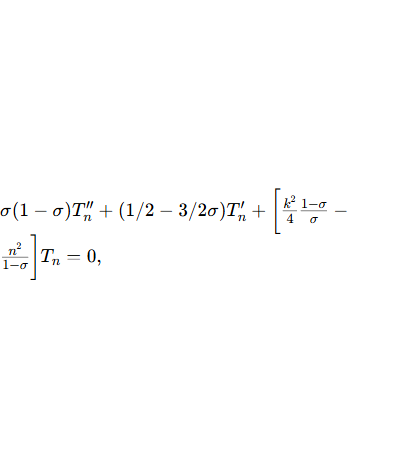 σ(1 − σ)T″ₙ + (1/2 − 3/2σ)T′ₙ + [k²/4 (1−σ)/σ −
n²/(1−σ)] Tₙ = 0,